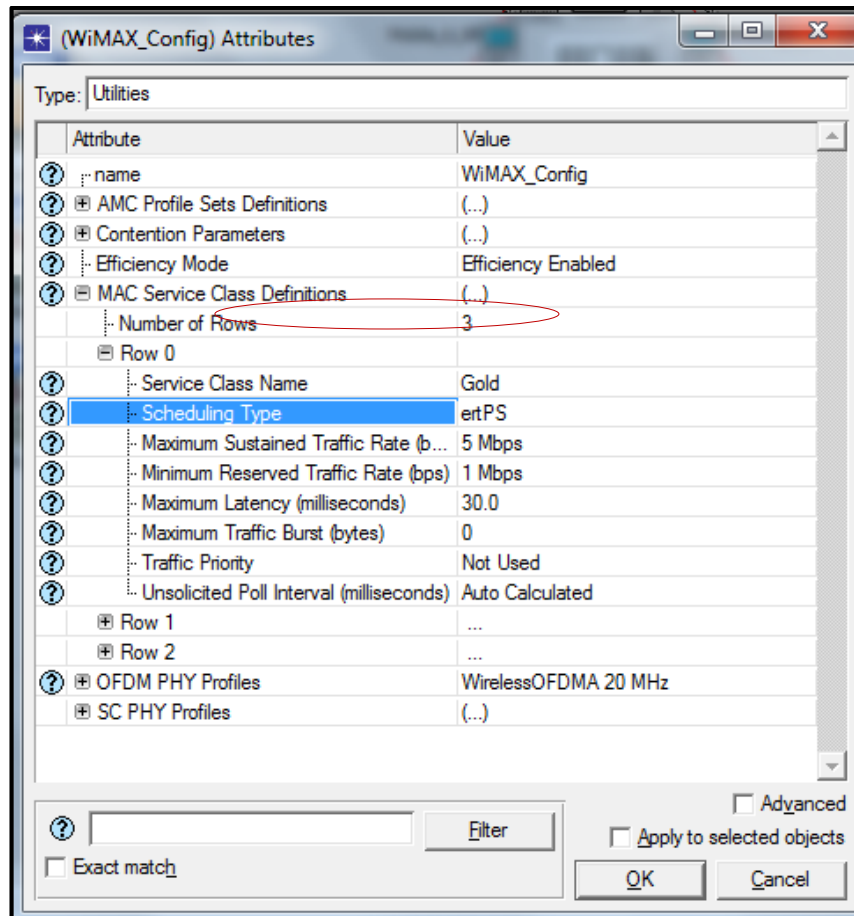 (WiMAX_Config) Attributes
Type: Utilities
Attribute Value
name WiMAX_Config
AMC Profile Sets Definitions (...)
Contention Parameters (...)
Efficiency Mode Efficiency Enabled
MAC Service Class Definitions (...)
Number of Rows 3
Row 0
Service Class Name Gold
Scheduling Type ertPS
Maximum Sustained Traffic Rate (b... 5 Mbps
Minimum Reserved Traffic Rate (bps) 1 Mbps
Maximum Latency (milliseconds) 30.0
Maximum Traffic Burst (bytes) 0
Traffic Priority Not Used
Unsolicited Poll Interval (milliseconds) Auto Calculated
Row 1 ...
Row 2 ...
OFDM PHY Profiles WirelessOFDMA 20 MHz
SC PHY Profiles (...)
Advanced
Filter
Apply to selected objects
Exact match
OK Cancel